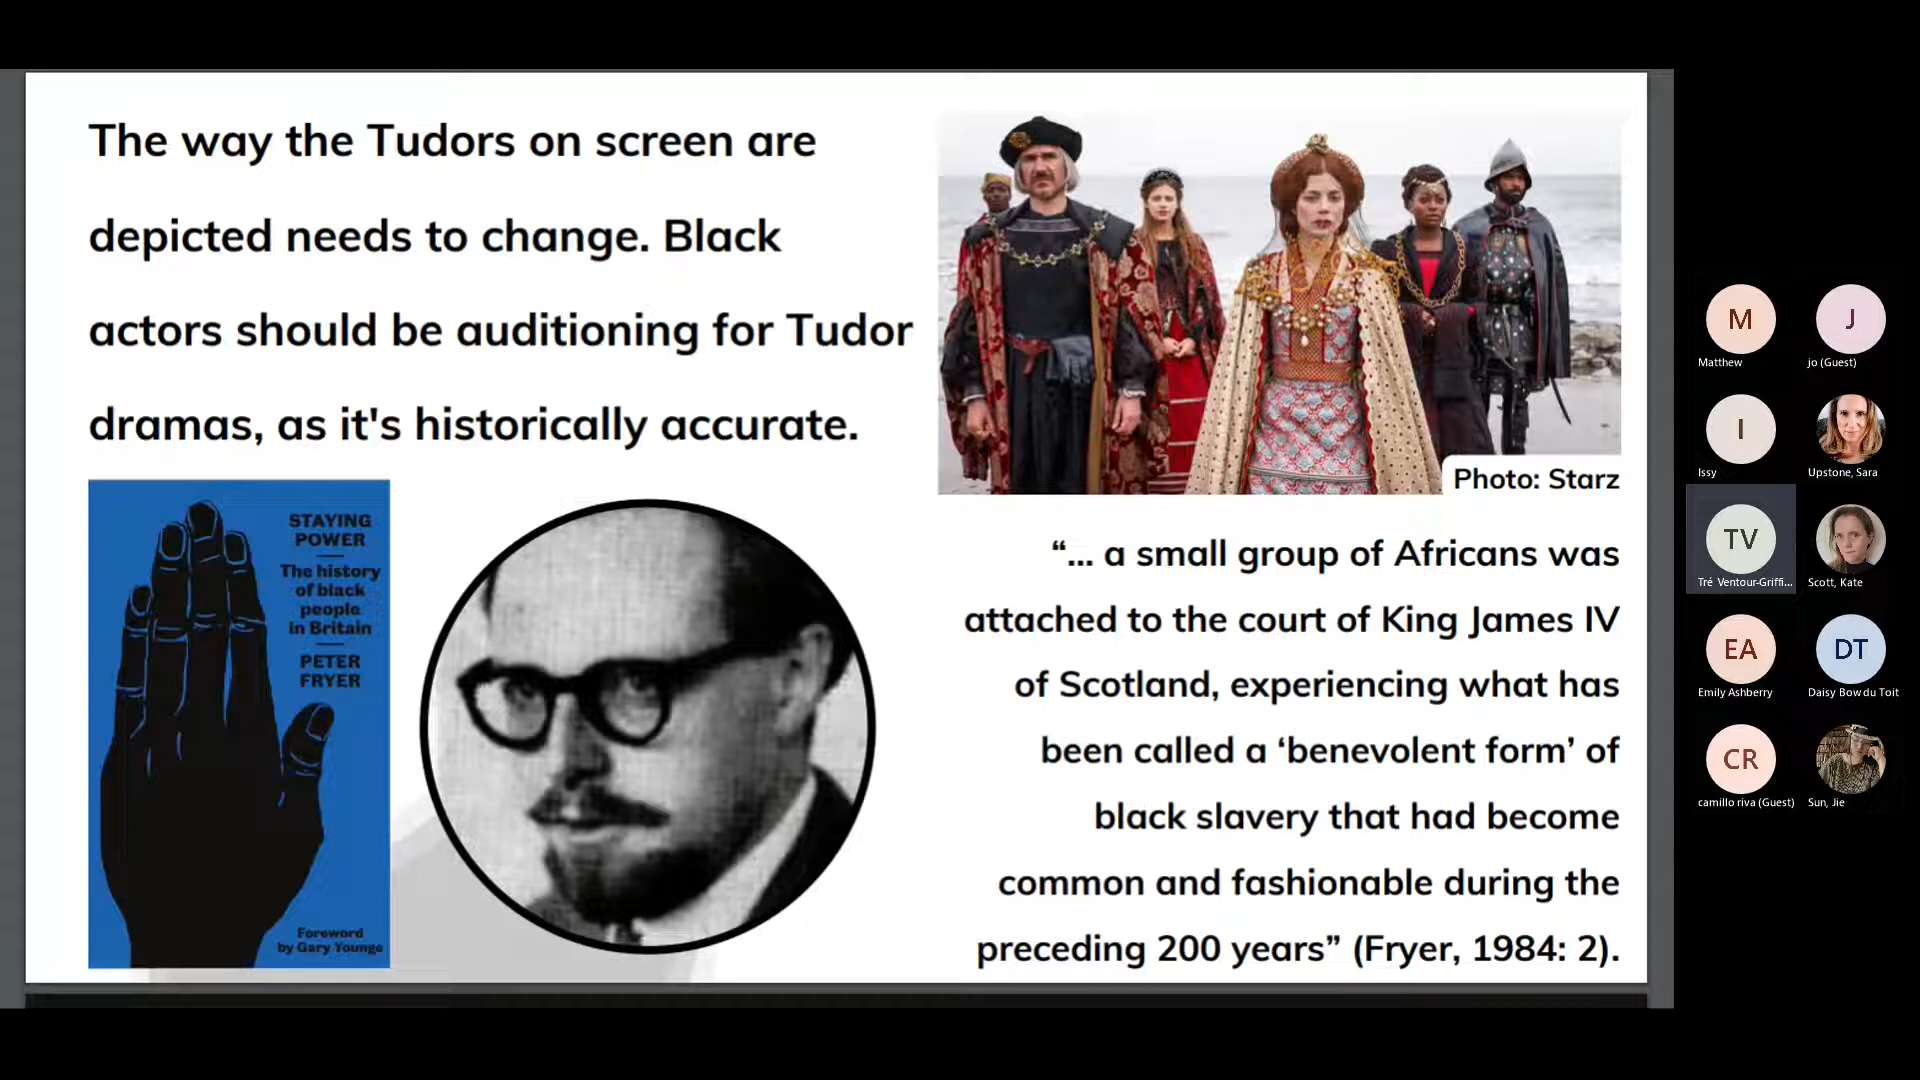 The way the Tudors on screen are
depicted needs to change. Black
actors should be auditioning for Tudor
dramas, as it's historically accurate.
Photo: Starz
STAYING
POWER
The history
of black
people
in Britain
PETER
FRYER
Foreword
by Gary Younge
“... a small group of Africans was
attached to the court of King James IV
of Scotland, experiencing what has
been called a ‘benevolent form’ of
black slavery that had become
common and fashionable during the
preceding 200 years” (Fryer, 1984: 2).
M
Matthew
J
jo (Guest)
I
Issy
Upstone, Sara
TV
Tré Ventour-Griffi...
Scott, Kate
EA
Emily Ashberry
DT
Daisy Bow du Toit
CR
camillo riva (Guest)
Sun, Jie